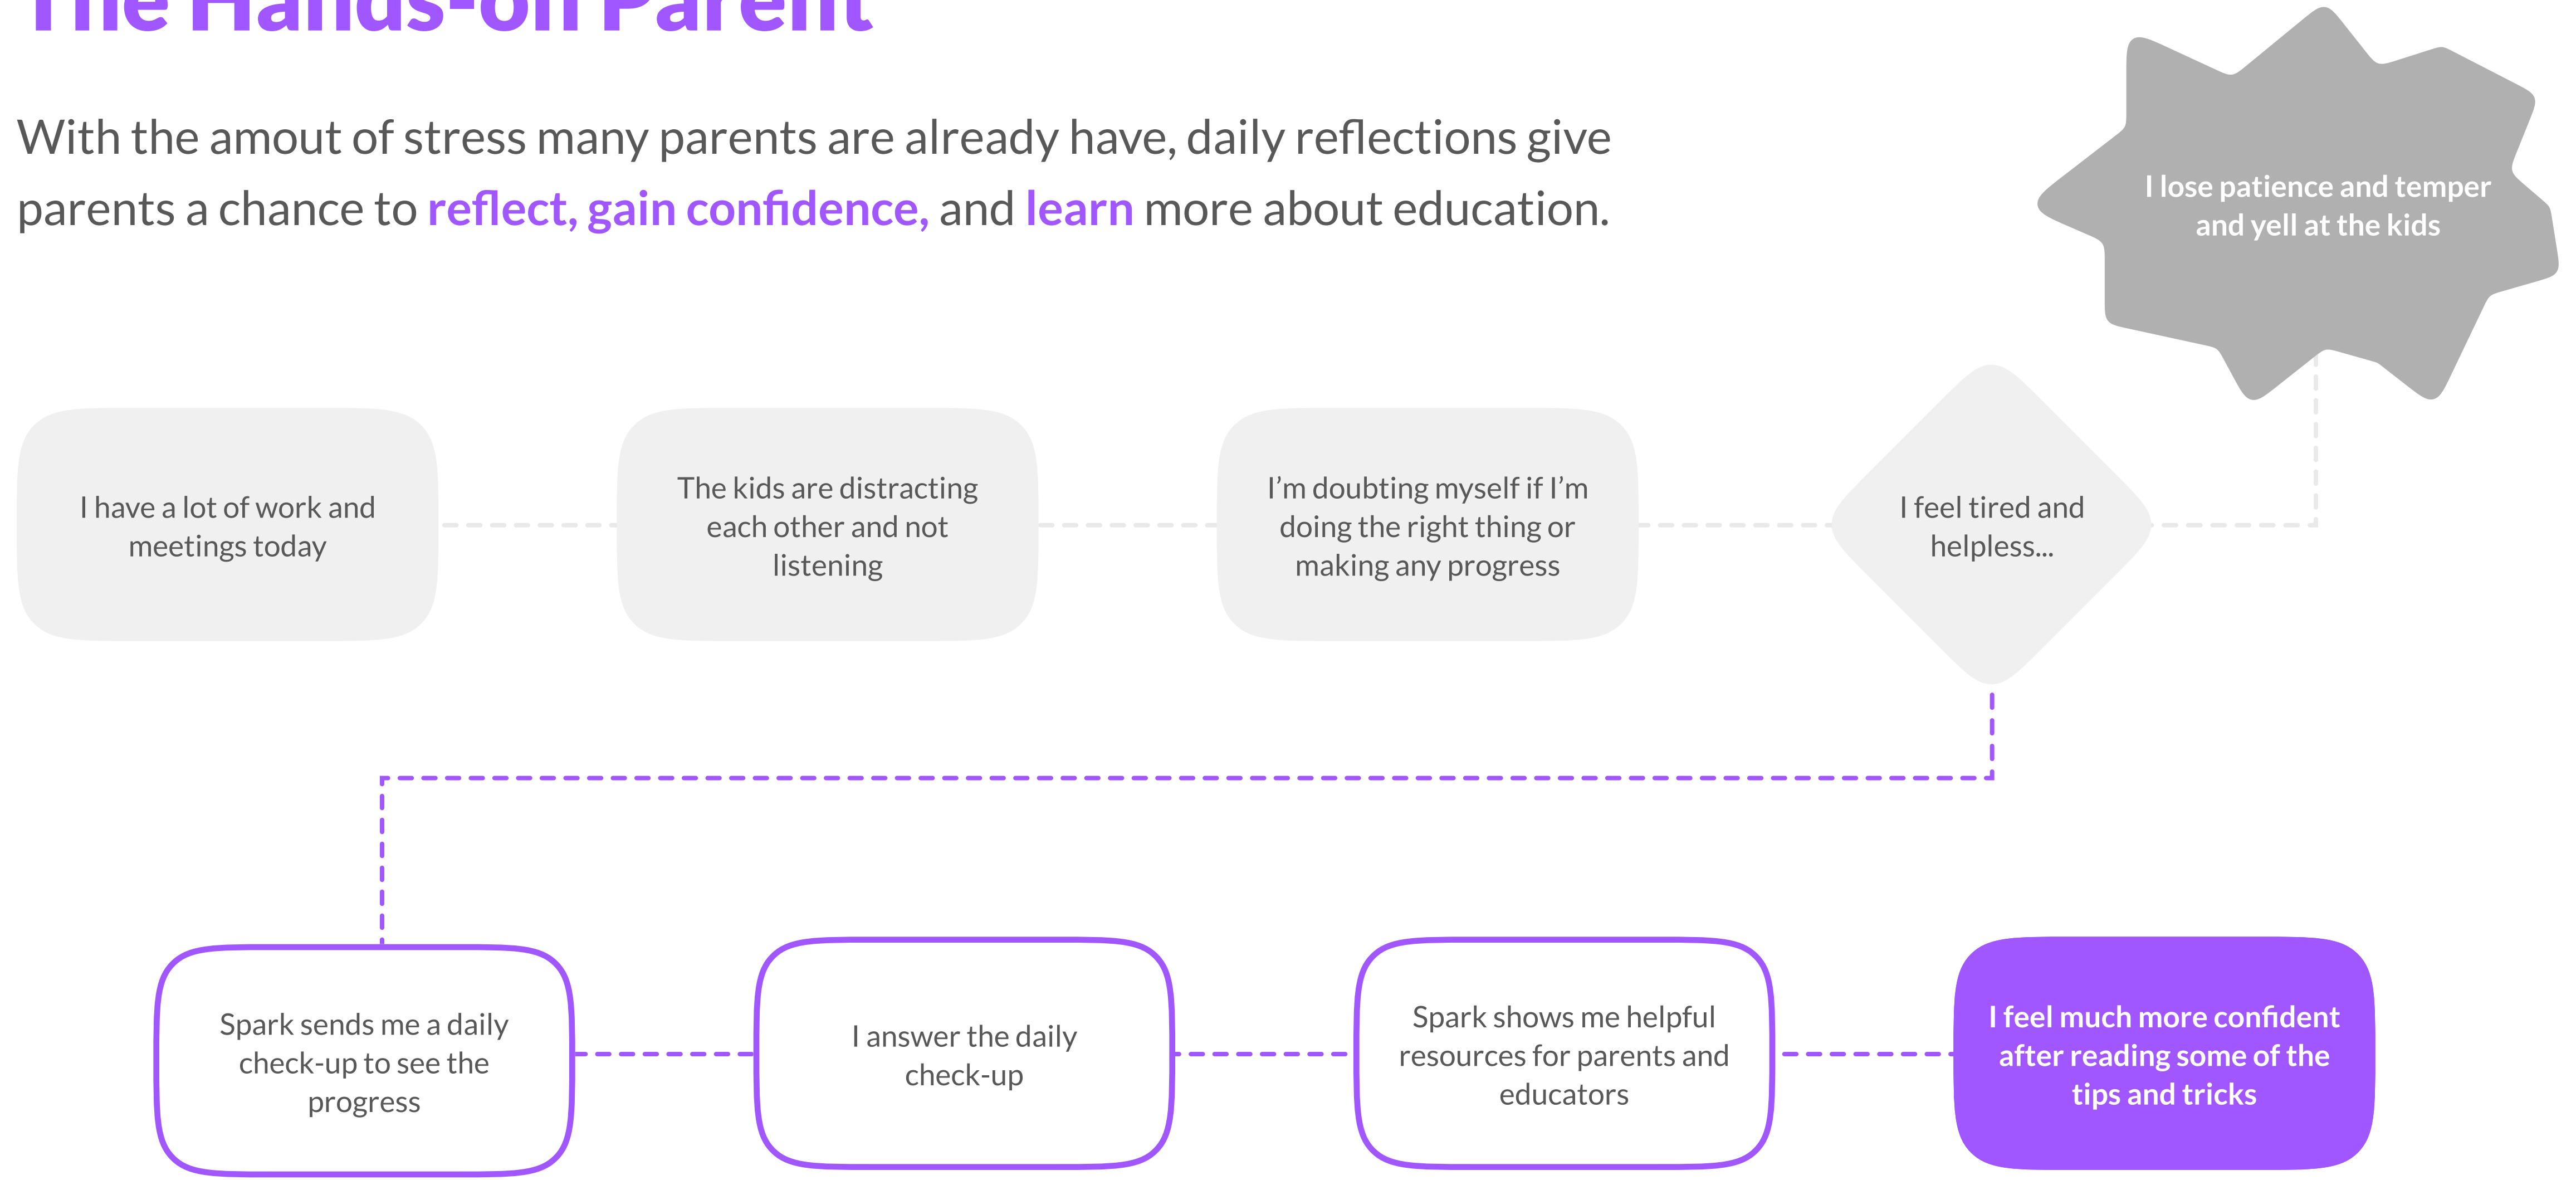 The Hands-on Parent
With the amout of stress many parents are already have, daily reflections give
parents a chance to reflect, gain confidence, and learn more about education.
I lose patience and temper
and yell at the kids
I have a lot of work and
meetings today
The kids are distracting
each other and not
listening
I’m doubting myself if I’m
doing the right thing or
making any progress
I feel tired and
helpless...
Spark sends me a daily
check-up to see the
progress
I answer the daily
check-up
Spark shows me helpful
resources for parents and
educators
I feel much more confident
after reading some of the
tips and tricks